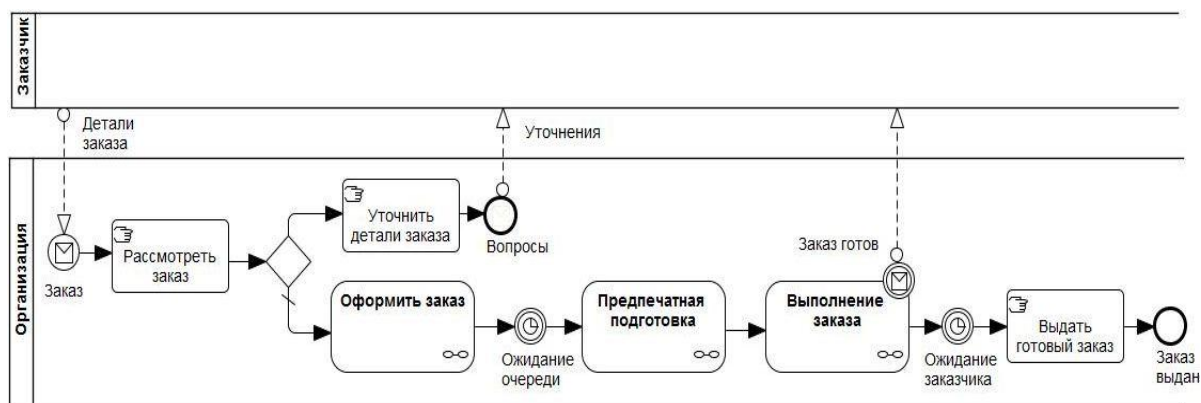 Заказчик
Детали
заказа
Уточнения
Организация
Заказ
Рассмотреть
заказ
Уточнить
детали заказа
Вопросы
Оформить заказ
Ожидание
очереди
Предпечатная
подготовка
Заказ готов
Выполнение
заказа
Ожидание
заказчика
Выдать
готовый заказ
Заказ
выдан